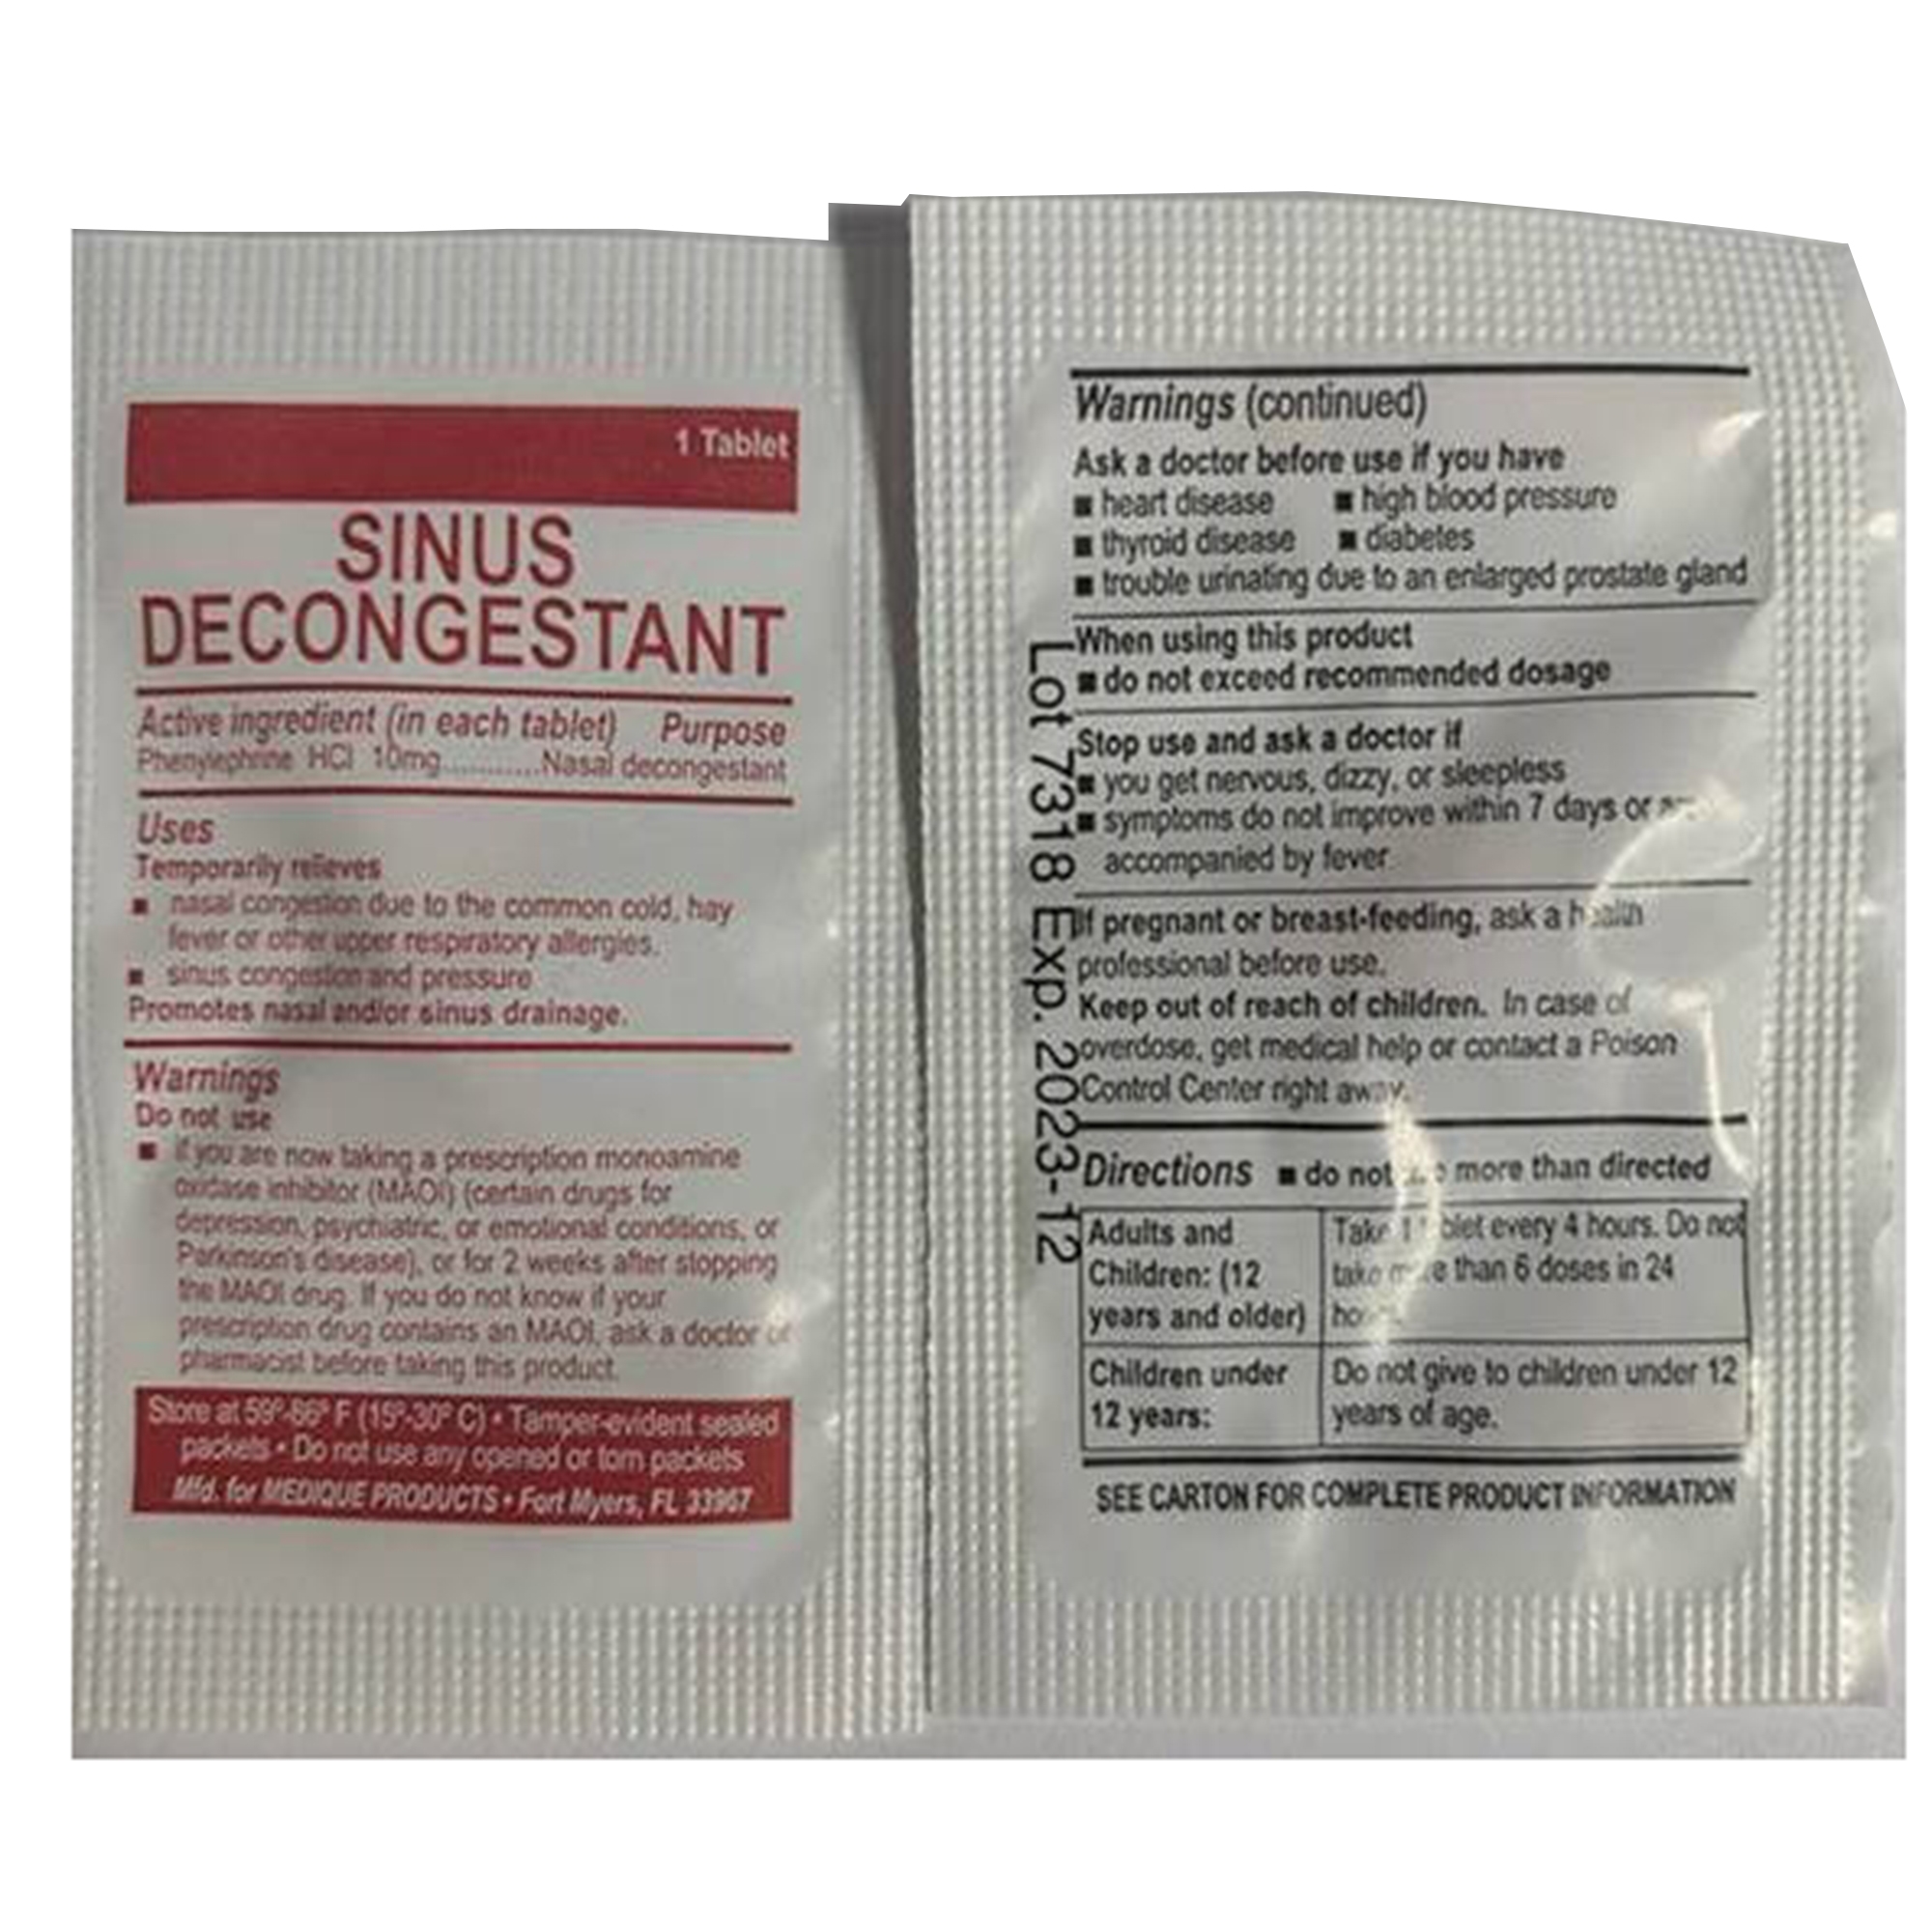 1 Tablet
SINUS
DECONGESTANT
Active ingredient (in each tablet) Purpose
Phenylephrine HCl 10mg...........Nasal decongestant
Uses
Temporarily relieves
■ nasal congestion due to the common cold, hay
fever or other upper respiratory allergies.
■ sinus congestion and pressure
Promotes nasal and/or sinus drainage.
Warnings
Do not use
■ if you are now taking a prescription monoamine
oxidase inhibitor (MAOI) (certain drugs for
depression, psychiatric, or emotional conditions, or
Parkinson's disease), or for 2 weeks after stopping
the MAOI drug. If you do not know if your
prescription drug contains an MAOI, ask a doctor or
pharmacist before taking this product.
Store at 59º-86º F (15º-30º C) • Tamper-evident sealed
packets • Do not use any opened or torn packets
Mfd. for MEDIQUE PRODUCTS • Fort Myers, FL 33967
Warnings (continued)
Ask a doctor before use if you have
■ heart disease ■ high blood pressure
■ thyroid disease ■ diabetes
■ trouble urinating due to an enlarged prostate gland
When using this product
■ do not exceed recommended dosage
Stop use and ask a doctor if
■ you get nervous, dizzy, or sleepless
■ symptoms do not improve within 7 days or
accompanied by fever
If pregnant or breast-feeding, ask a health
professional before use.
Keep out of reach of children. In case of
overdose, get medical help or contact a Poison
Control Center right away.
Directions ■ do not more than directed
Adults and
Children: (12
years and older)
Take 1 tablet every 4 hours. Do not
take more than 6 doses in 24
Children under
12 years:
Do not give to children under 12
years of age.
SEE CARTON FOR COMPLETE PRODUCT INFORMATION
Lot 7318 Exp. 2023-12